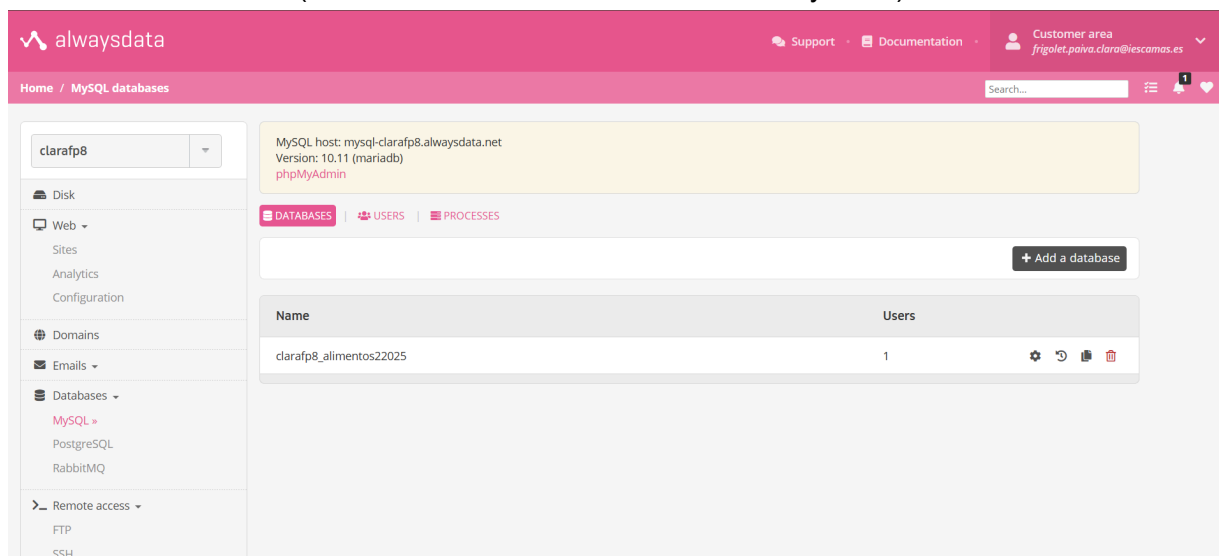 alwaysdata
Support
Documentation
Customer area
frigolet.paiva.clara@iescamas.es
Home / MySQL databases
Search...
1
clarafp8
Disk
Web
Sites
Analytics
Configuration
Domains
Emails
Databases
MySQL »
PostgreSQL
RabbitMQ
Remote access
FTP
SSH
MySQL host: mysql-clarafp8.alwaysdata.net
Version: 10.11 (mariadb)
phpMyAdmin
DATABASES | USERS | PROCESSES
+ Add a database
Name Users
clarafp8_alimentos22025 1